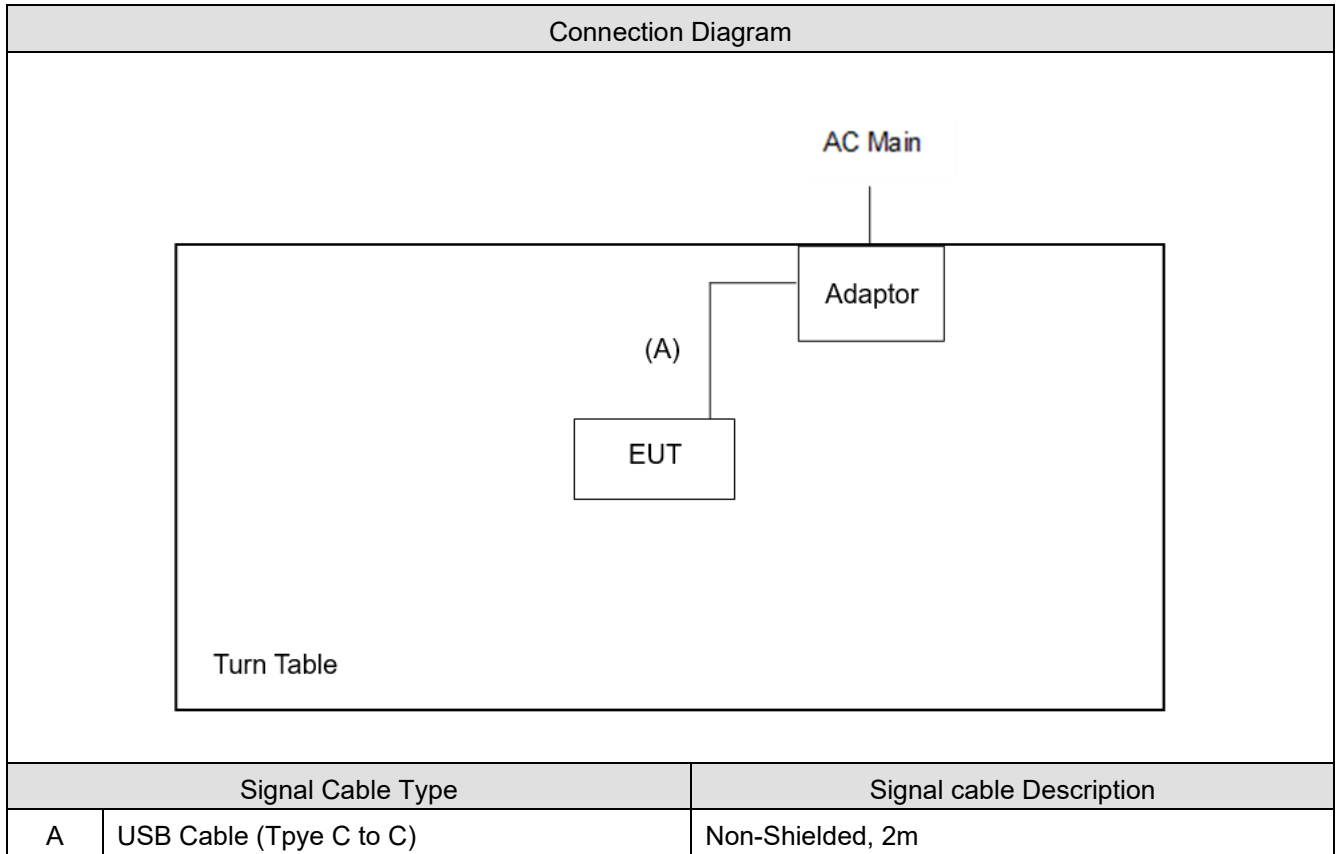 Connection Diagram
AC Main
Adaptor
(A)
EUT
Turn Table
Signal Cable Type Signal cable Description
A USB Cable (Tpye C to C) Non-Shielded, 2m